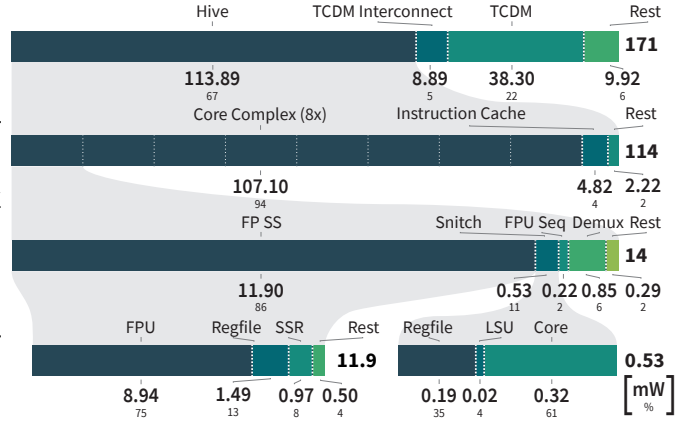 Hive TCDM Interconnect TCDM Rest
171
113.89 8.89 38.30 9.92
67 5 22 6
Core Complex (8x) Instruction Cache Rest
114
107.10 4.82 2.22
94 4 2
FP SS Snitch FPU Seq Demux Rest
14
11.90 0.53 0.22 0.85 0.29
86 11 2 6 2
FPU Regfile SSR Rest Regfile LSU Core
11.9 0.53
8.94 1.49 0.97 0.50 0.19 0.02 0.32 [mW]
75 13 8 4 35 4 61 %